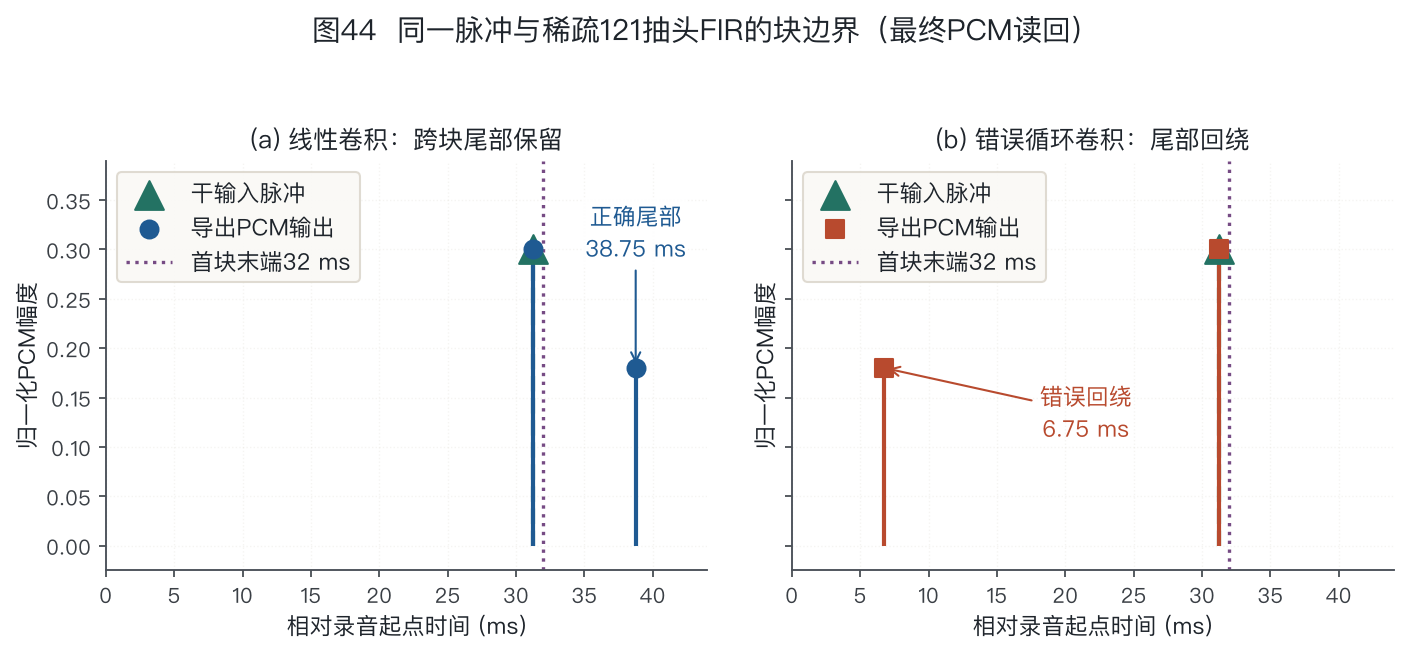 图44 同一脉冲与稀疏121抽头FIR的块边界（最终PCM读回）
(a) 线性卷积：跨块尾部保留
干输入脉冲
导出PCM输出
首块末端32 ms
正确尾部
38.75 ms
归一化PCM幅度
0.35
0.30
0.25
0.20
0.15
0.10
0.05
0.00
0 5 10 15 20 25 30 35 40
相对录音起点时间 (ms)
(b) 错误循环卷积：尾部回绕
干输入脉冲
导出PCM输出
首块末端32 ms
错误回绕
6.75 ms
归一化PCM幅度
0 5 10 15 20 25 30 35 40
相对录音起点时间 (ms)